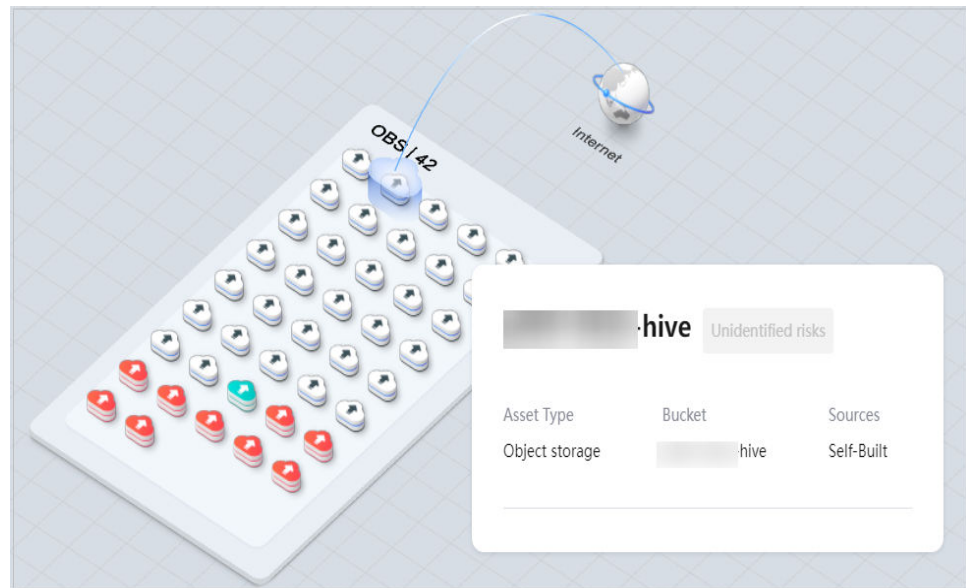 OBS | 42
Internet
-hive Unidentified risks
Asset Type Bucket Sources
Object storage -hive Self-Built